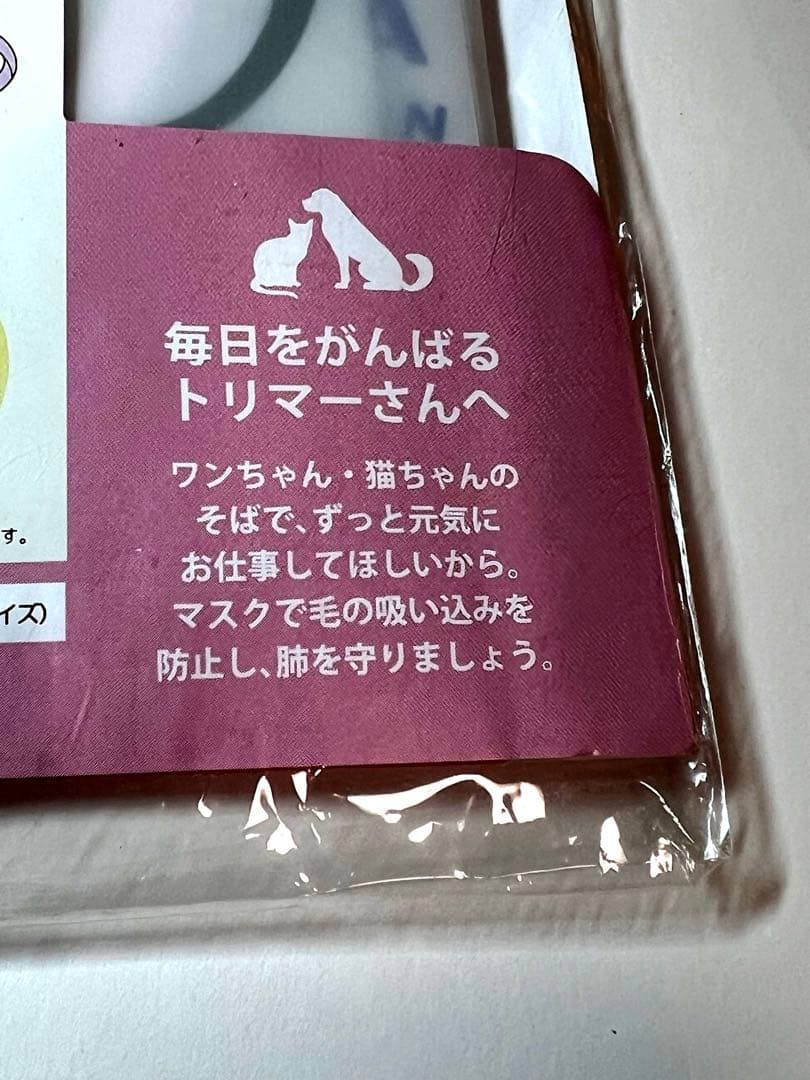 A
N
毎日をがんばる
トリマーさんへ
ワンちゃん・猫ちゃんの
そばで、ずっと元気に
お仕事してほしいから。
マスクで毛の吸い込みを
防止し、肺を守りましょう。
す。
イズ)